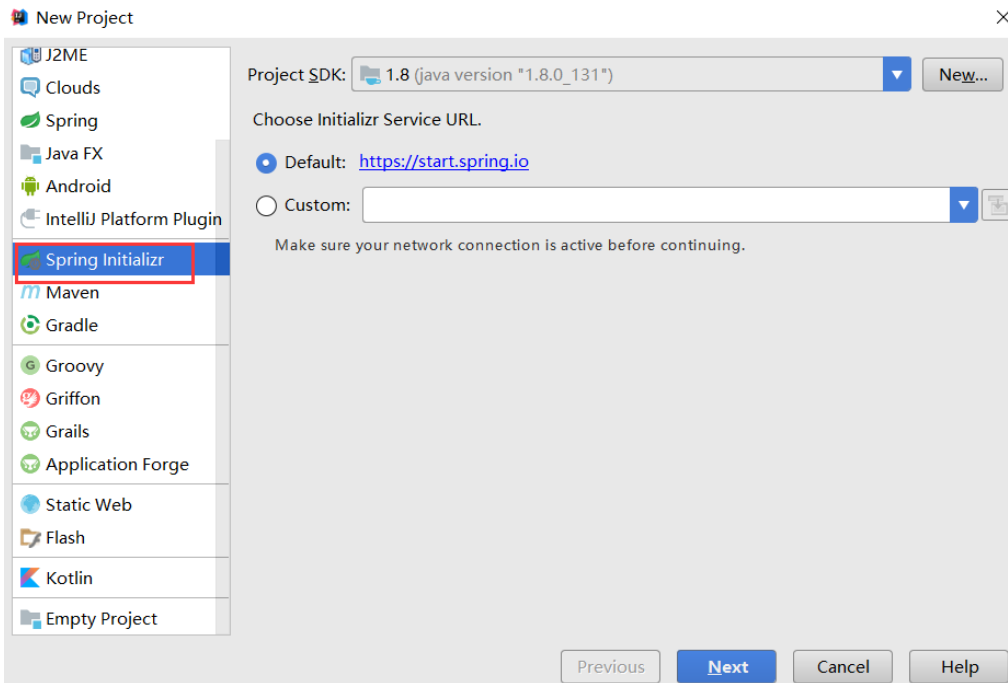 New Project
J2ME
Clouds
Spring
Java FX
Android
IntelliJ Platform Plugin
Spring Initializr
Maven
Gradle
Groovy
Griffon
Grails
Application Forge
Static Web
Flash
Kotlin
Empty Project
Project SDK: 1.8 (java version "1.8.0_131") New...
Choose Initializr Service URL.
Default: https://start.spring.io
Custom:
Make sure your network connection is active before continuing.
Previous Next Cancel Help